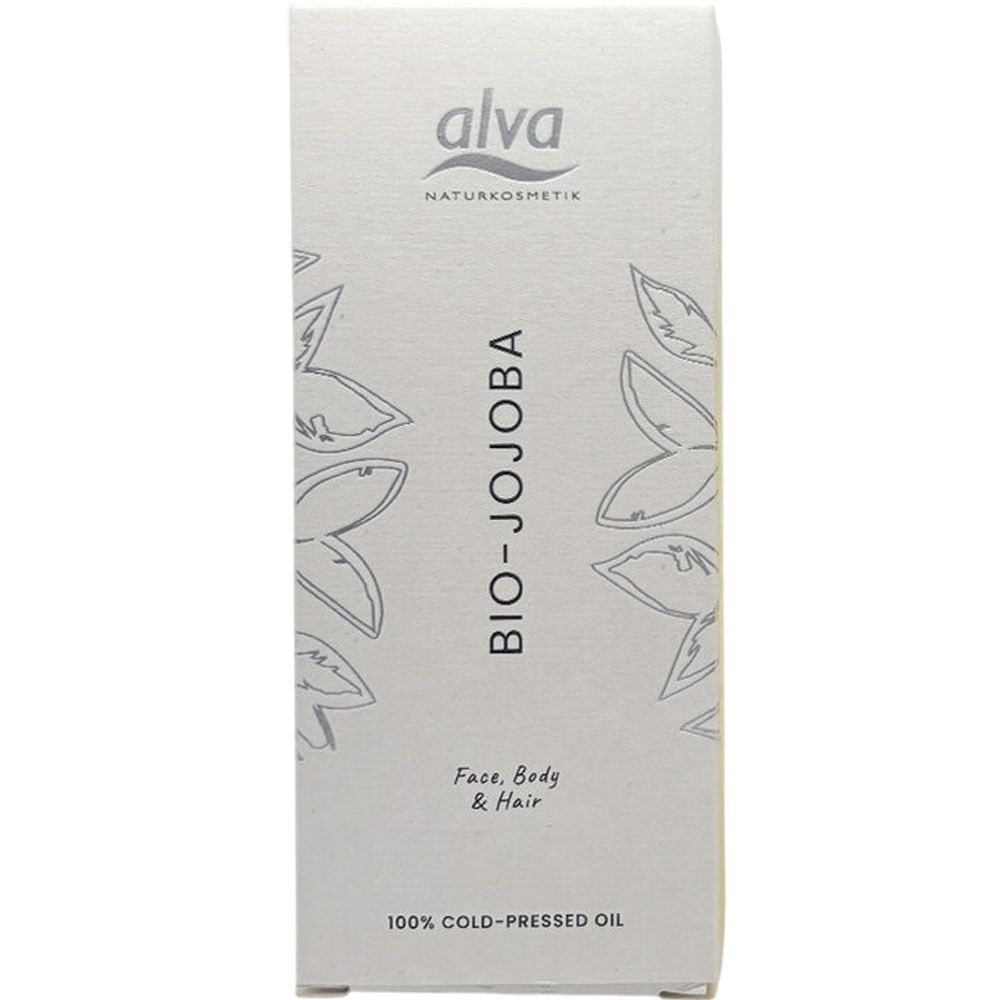 alva
NATURKOSMETIK
BIO-JOJOBA
Face, Body
& Hair
100% COLD-PRESSED OIL